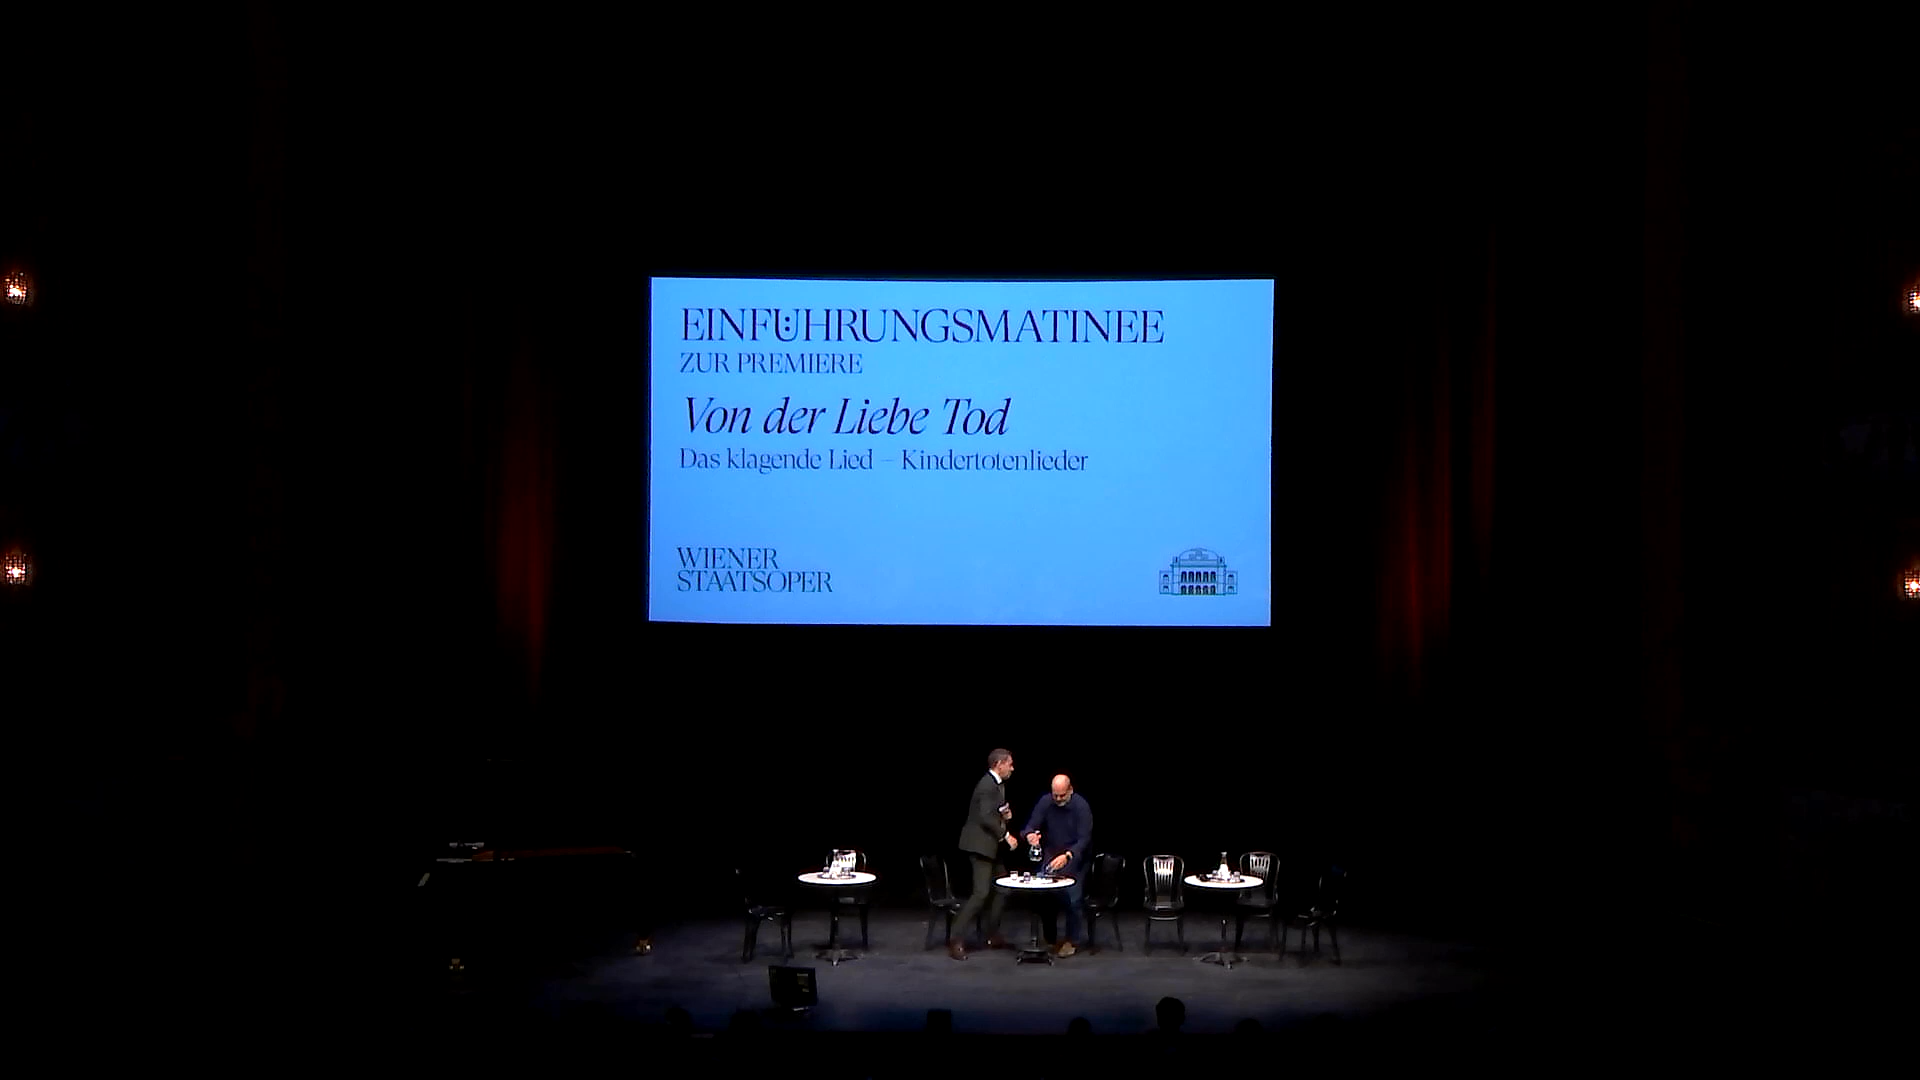 EINFÜHRUNGSMATINEE
ZUR PREMIERE
Von der Liebe Tod
Das klagende Lied – Kindertotenlieder
WIENER
STAATSOPER